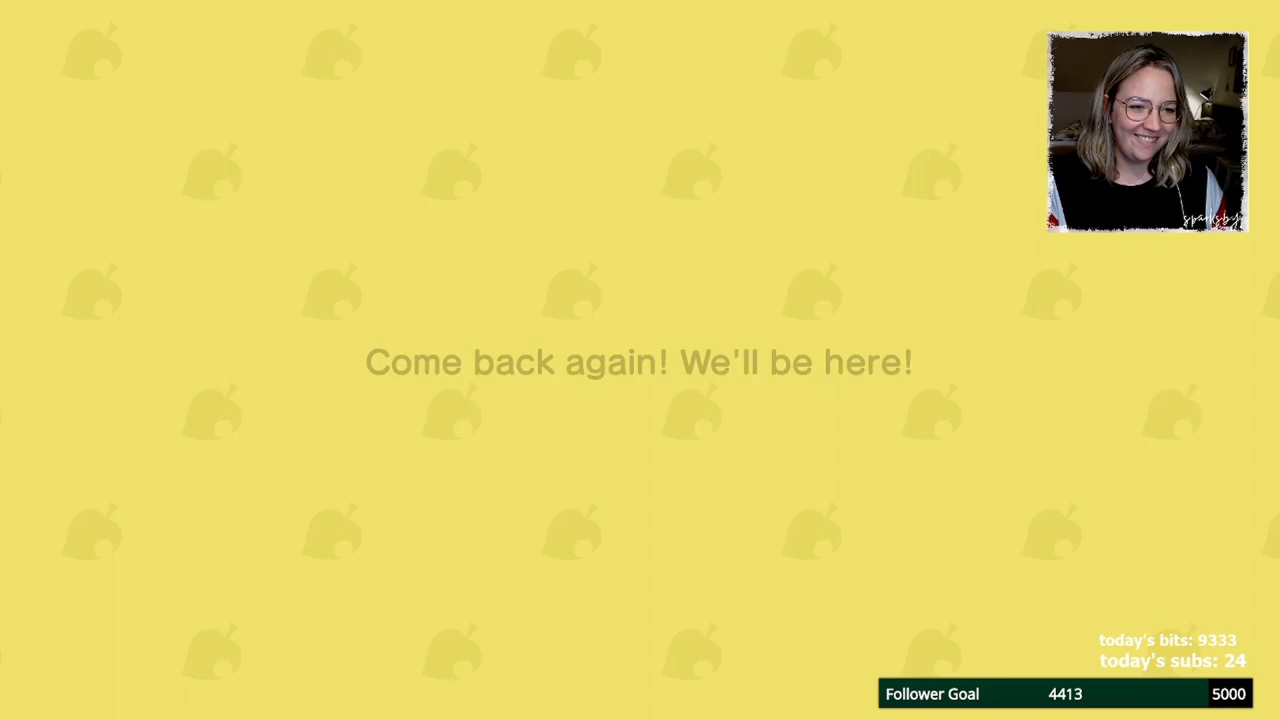 Come back again! We'll be here!
today's bits: 9333
today's subs: 24
Follower Goal 4413 5000